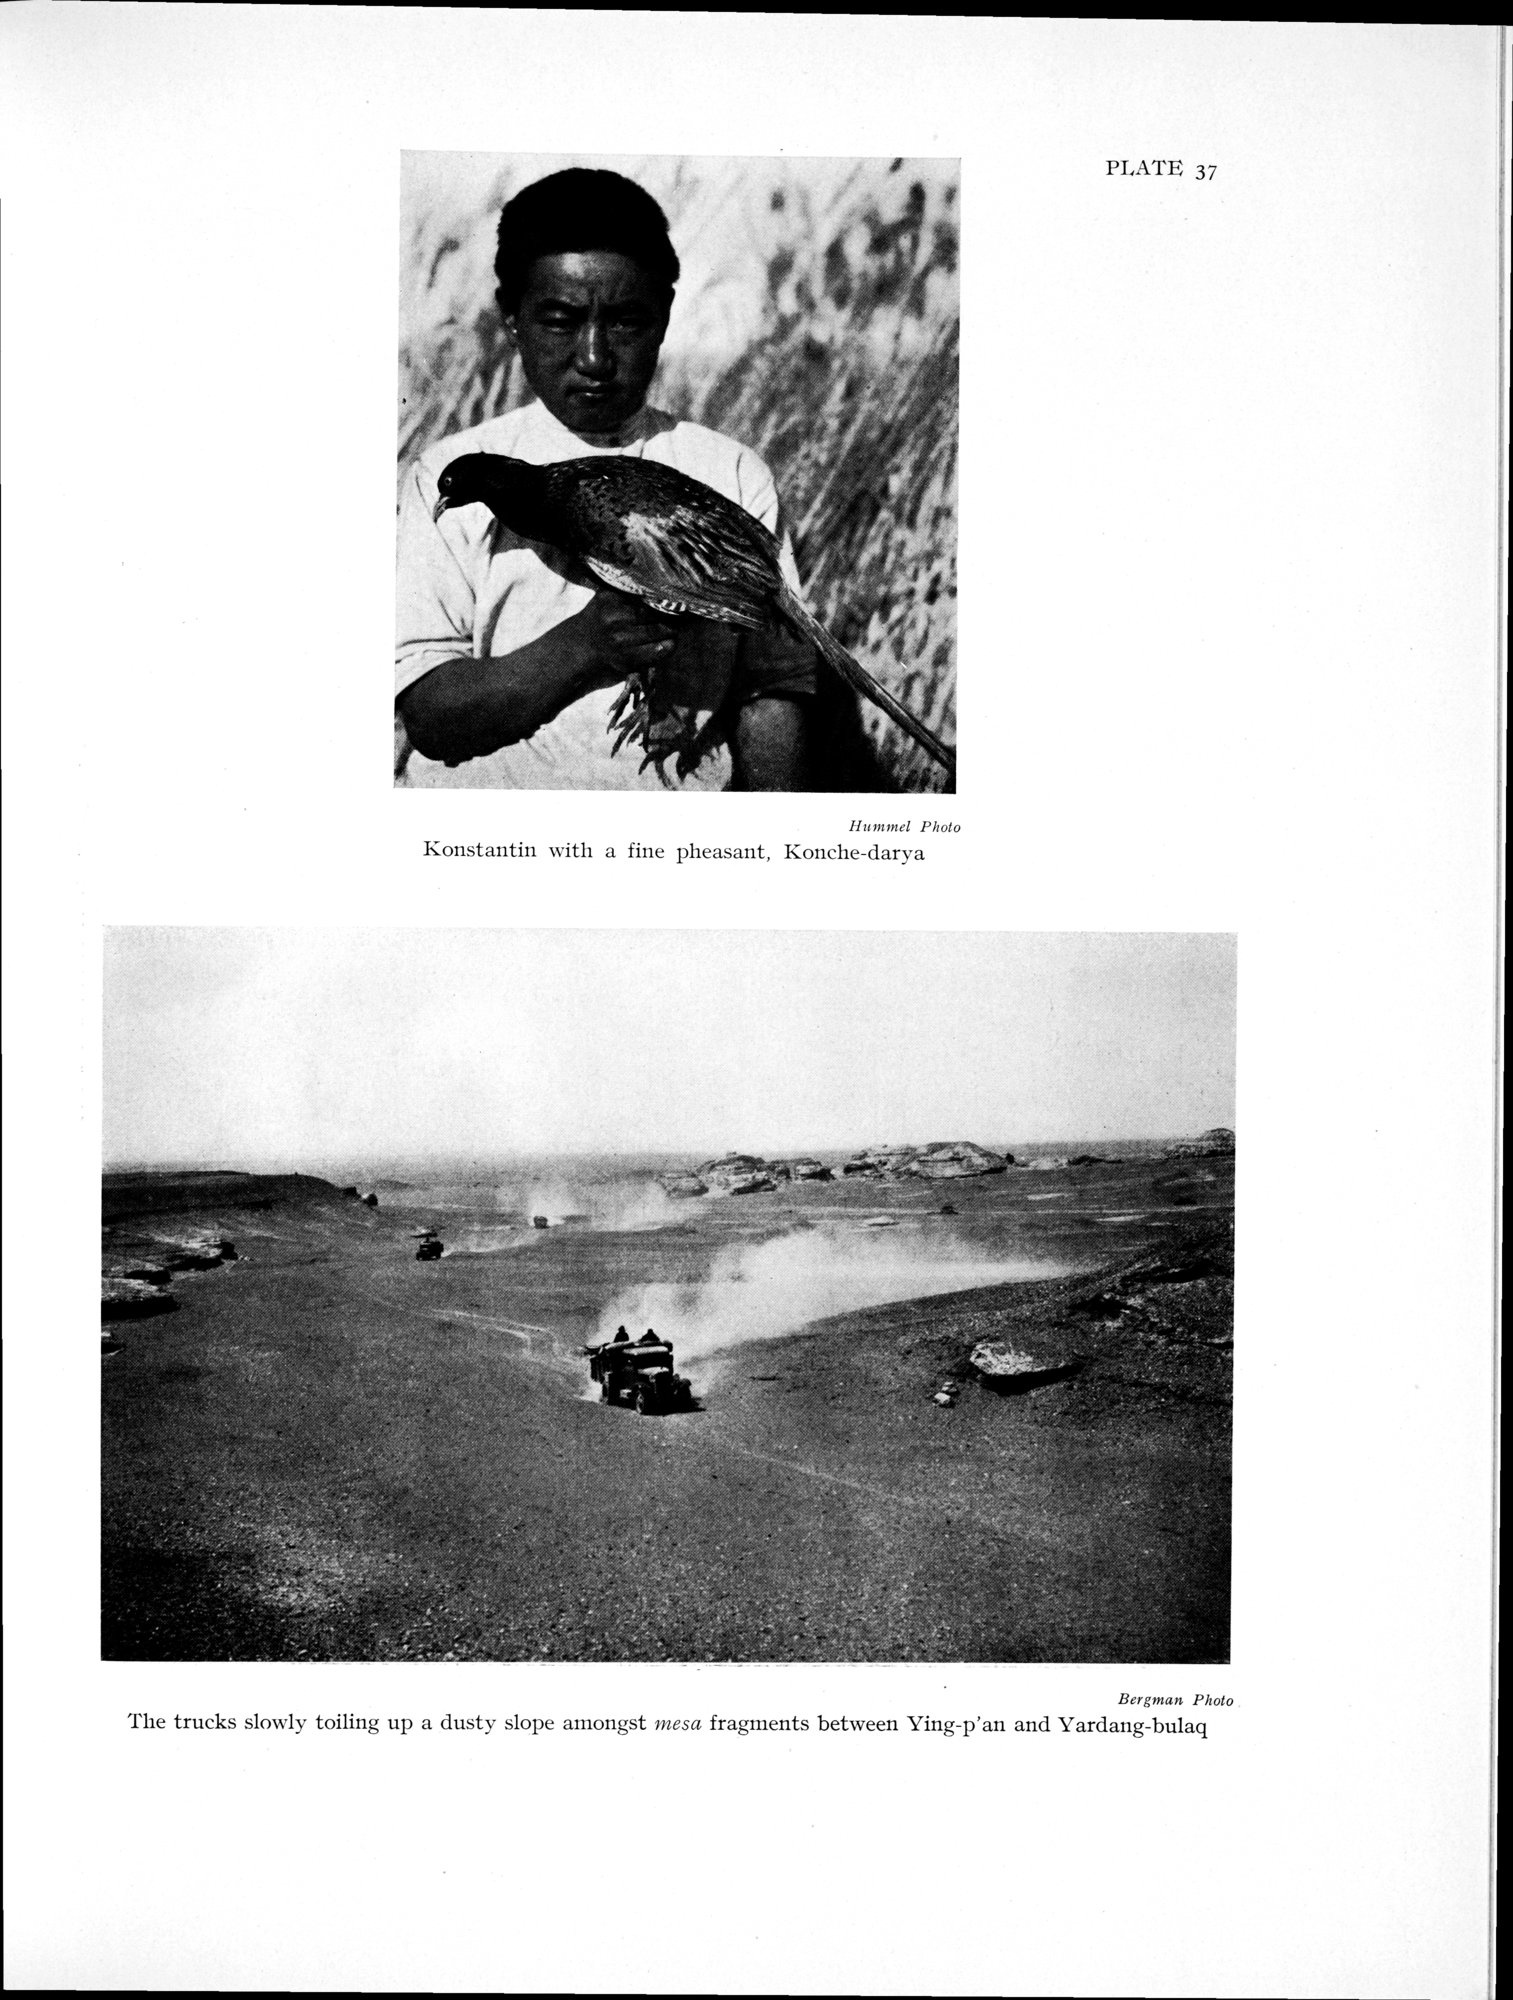 PLATE 37
Hummel Photo
Konstantin with a fine pheasant, Konche-darya
Bergman Photo
The trucks slowly toiling up a dusty slope amongst mesa fragments between Ying-p'an and Yardang-bulaq